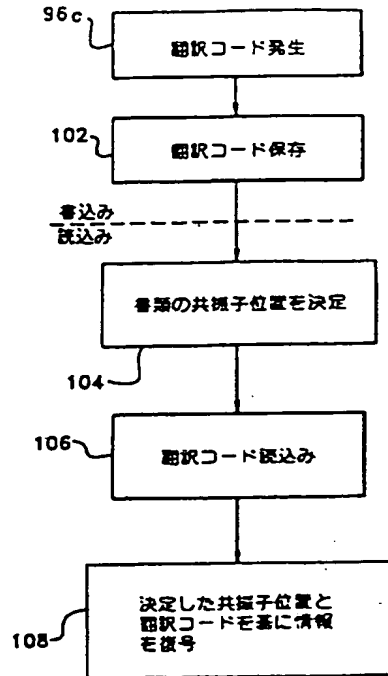 96c
翻訳コード発生
102
翻訳コード保存
書込み
読込み
書類の共振子位置を決定
104
106
翻訳コード読込み
決定した共振子位置と
翻訳コードを基に情報
を復号
108